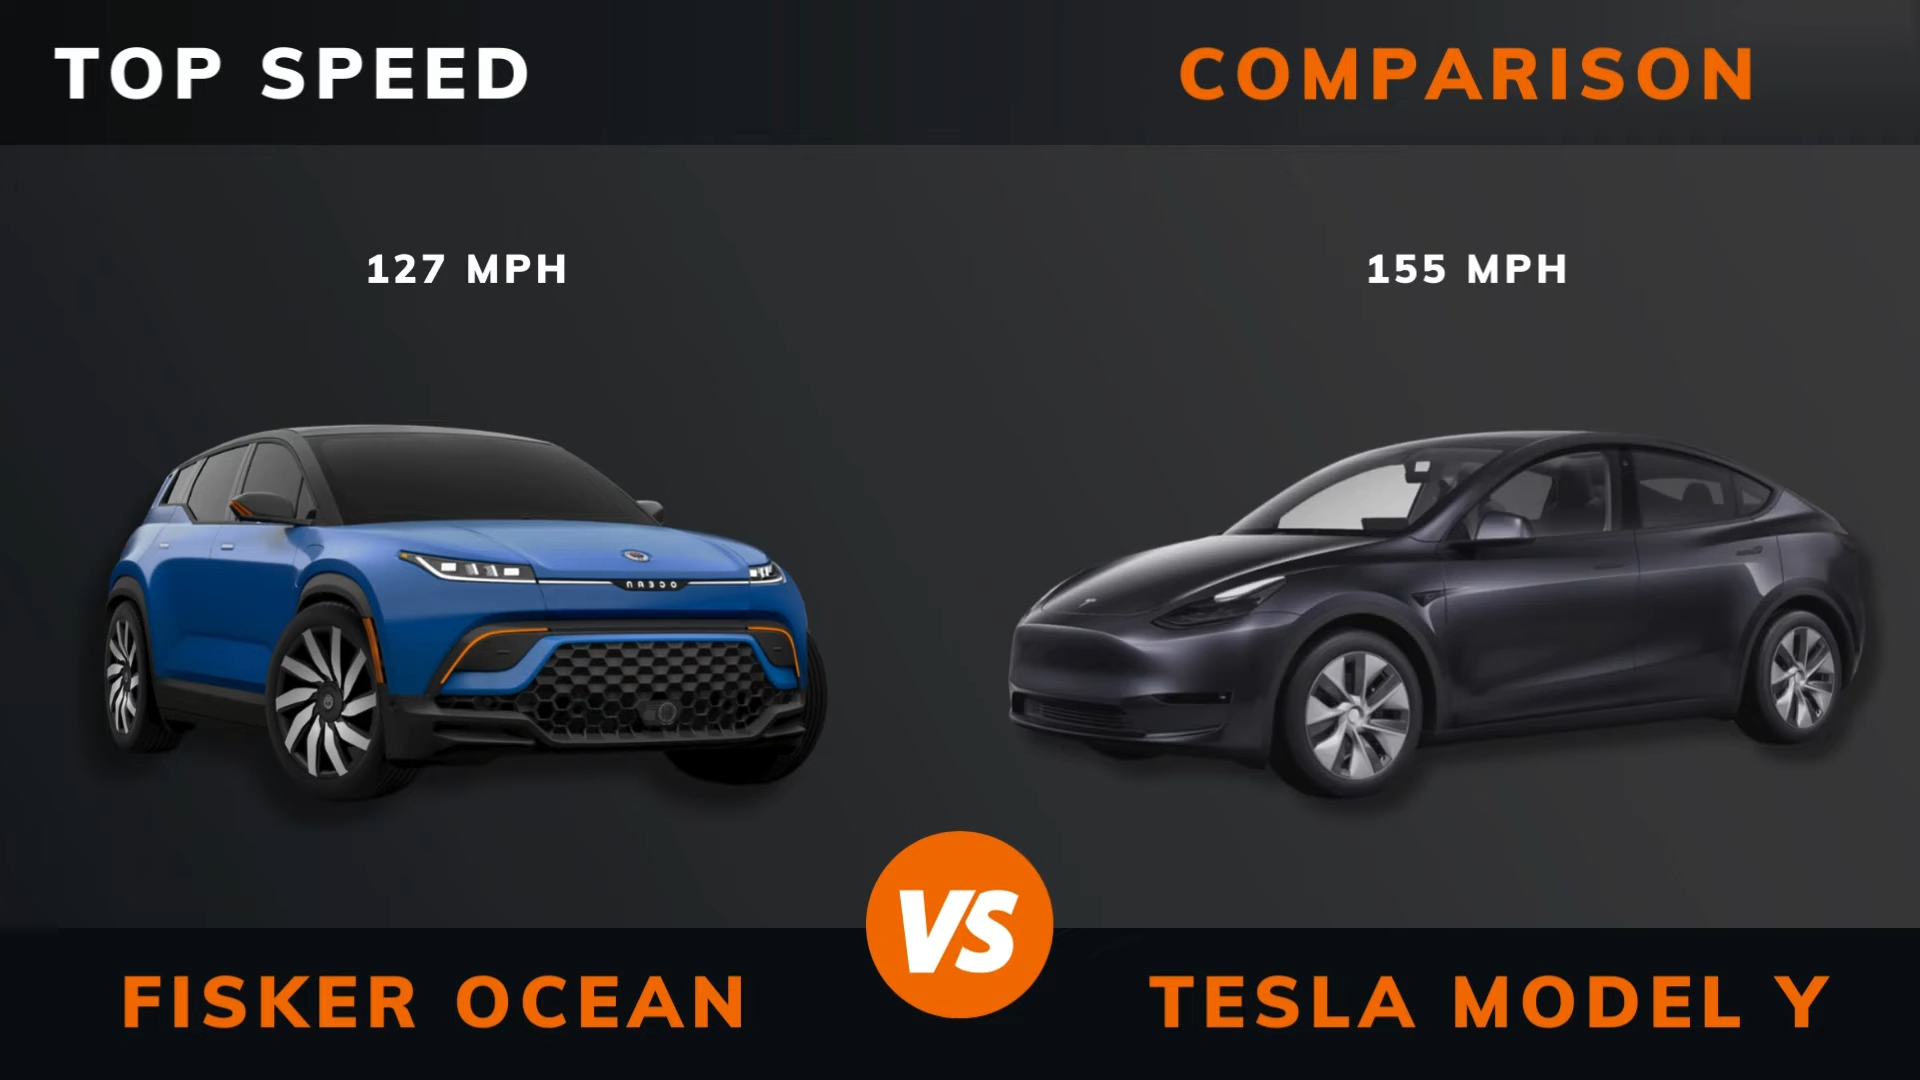 TOP SPEED
COMPARISON
127 MPH
155 MPH
VS
FISKER OCEAN
TESLA MODEL Y